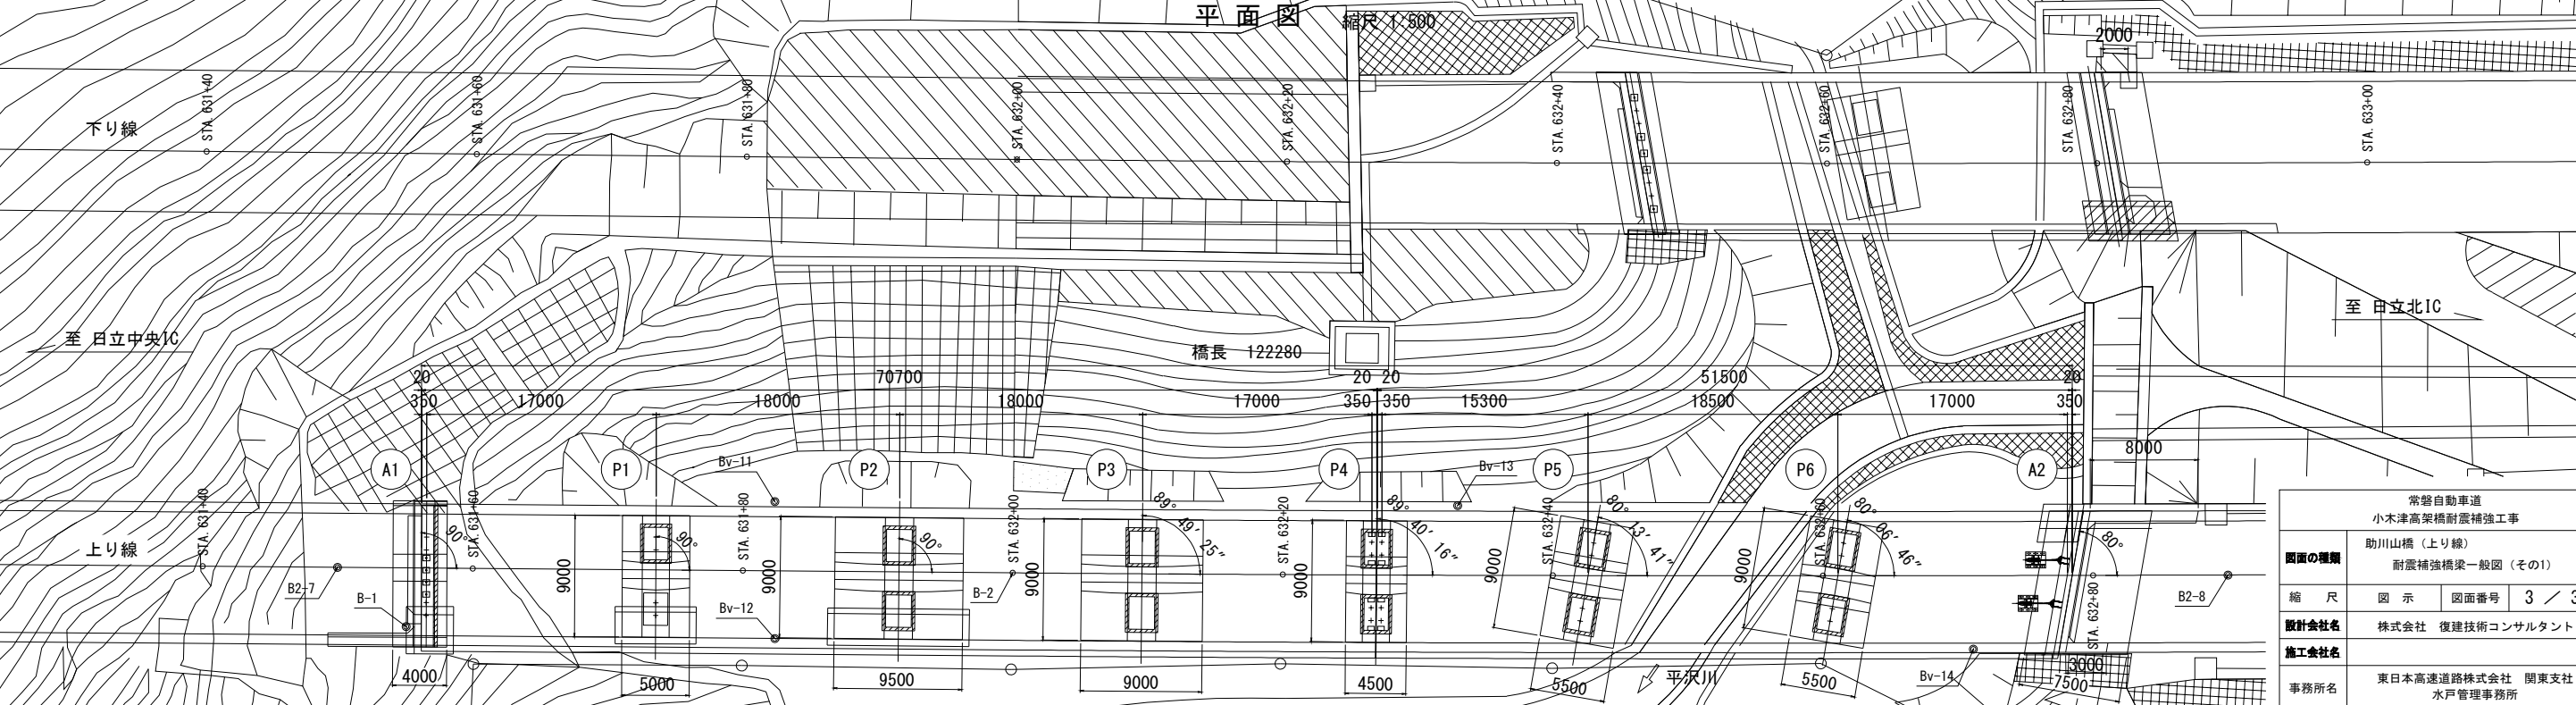 平 面 図
縮尺 1:500
2000
STA.631+40
STA.631+60
STA.631+80
STA.632+00
STA.632+20
STA.632+40
STA.632+60
STA.632+80
STA.633+00
下り線
至 日立中央IC
至 日立北IC
橋長 122280
20
70700
20 20
51500
20
350
17000
18000
18000
17000
350 350
15300
18500
17000
350
8000
A1
P1
P2
P3
P4
P5
P6
A2
Bv-11
Bv-13
STA.631+40
STA.631+60
STA.631+80
STA.632+00
STA.632+20
STA.632+40
STA.632+60
STA.632+80
90°
90°
90°
89° 49′ 25″
89° 40′ 16″
80° 13′ 41″
80° 06′ 46″
80°
上り線
9000
9000
9000
9000
9000
9000
B2-7
B-1
Bv-12
B-2
B2-8
Bv-14
平沢川
4000
5000
9500
9000
4500
5500
5500
3000
7500
常磐自動車道
小木津高架橋耐震補強工事
図面の種類
助川山橋（上り線）
耐震補強橋梁一般図（その1）
縮 尺
図 示
図面番号
3 ／ 3
設計会社名
株式会社 復建技術コンサルタント
施工会社名
事務所名
東日本高速道路株式会社 関東支社
水戸管理事務所